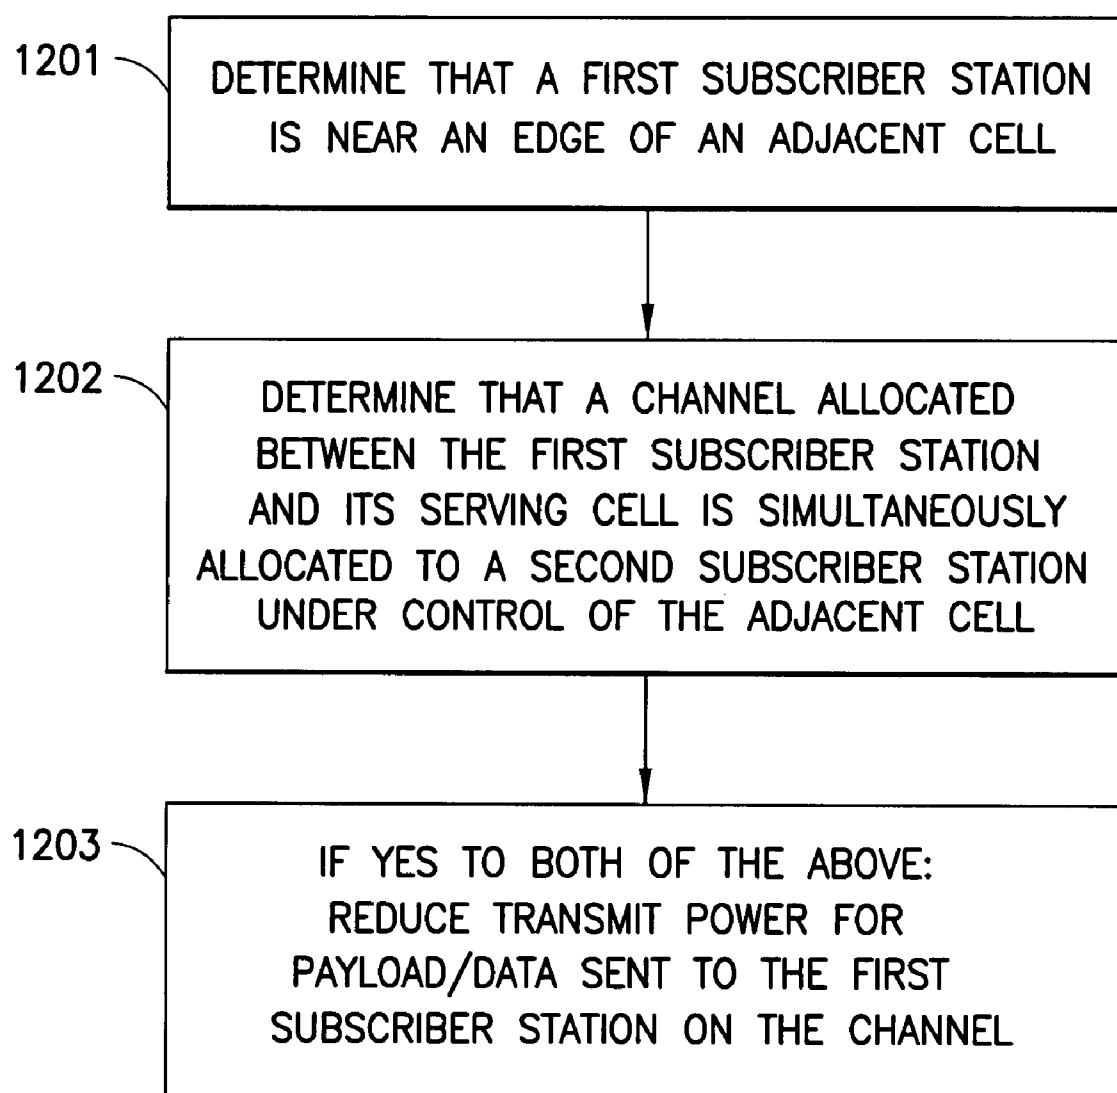 1201
DETERMINE THAT A FIRST SUBSCRIBER STATION
IS NEAR AN EDGE OF AN ADJACENT CELL
1202
DETERMINE THAT A CHANNEL ALLOCATED
BETWEEN THE FIRST SUBSCRIBER STATION
AND ITS SERVING CELL IS SIMULTANEOUSLY
ALLOCATED TO A SECOND SUBSCRIBER STATION
UNDER CONTROL OF THE ADJACENT CELL
1203
IF YES TO BOTH OF THE ABOVE:
REDUCE TRANSMIT POWER FOR
PAYLOAD/DATA SENT TO THE FIRST
SUBSCRIBER STATION ON THE CHANNEL